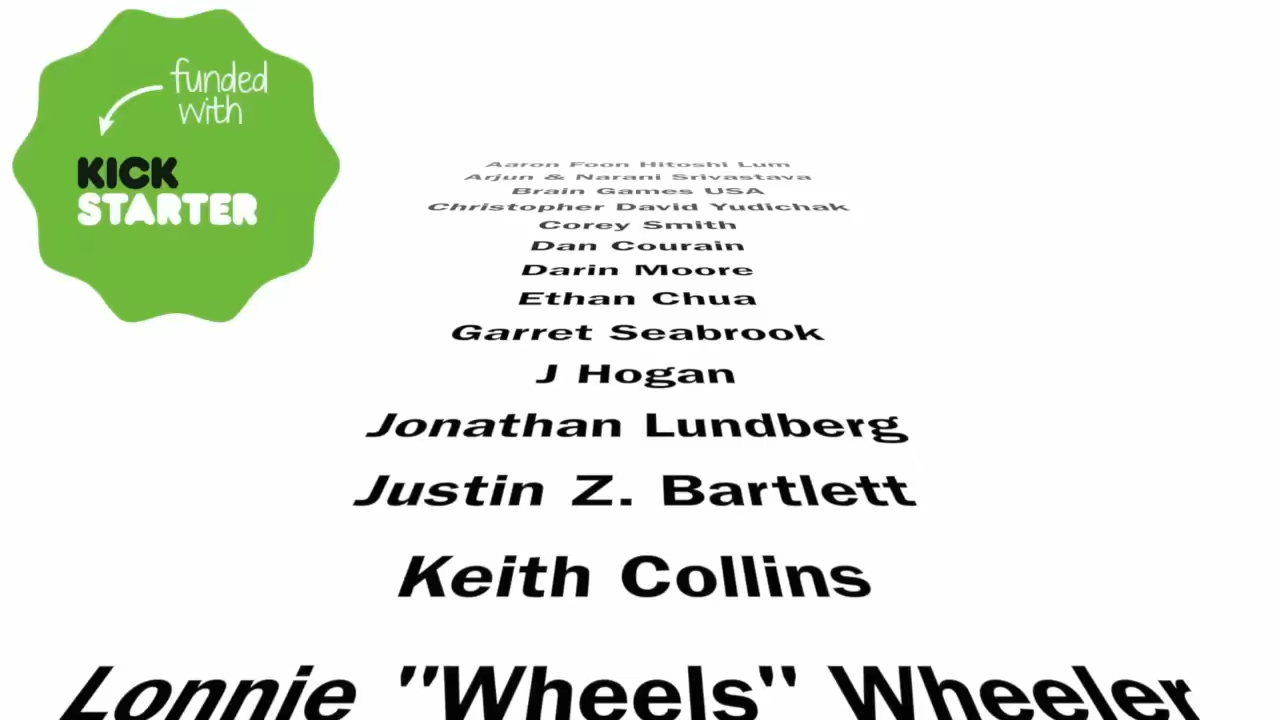 funded
with
KICK
STARTER
Aaron Foon Hitoshi Lum
Arjun & Narani Srivastava
Brain Games USA
Christopher David Yudichak
Corey Smith
Dan Courain
Darin Moore
Ethan Chua
Garret Seabrook
J Hogan
Jonathan Lundberg
Justin Z. Bartlett
Keith Collins
Lonnie "Wheels" Wheeler